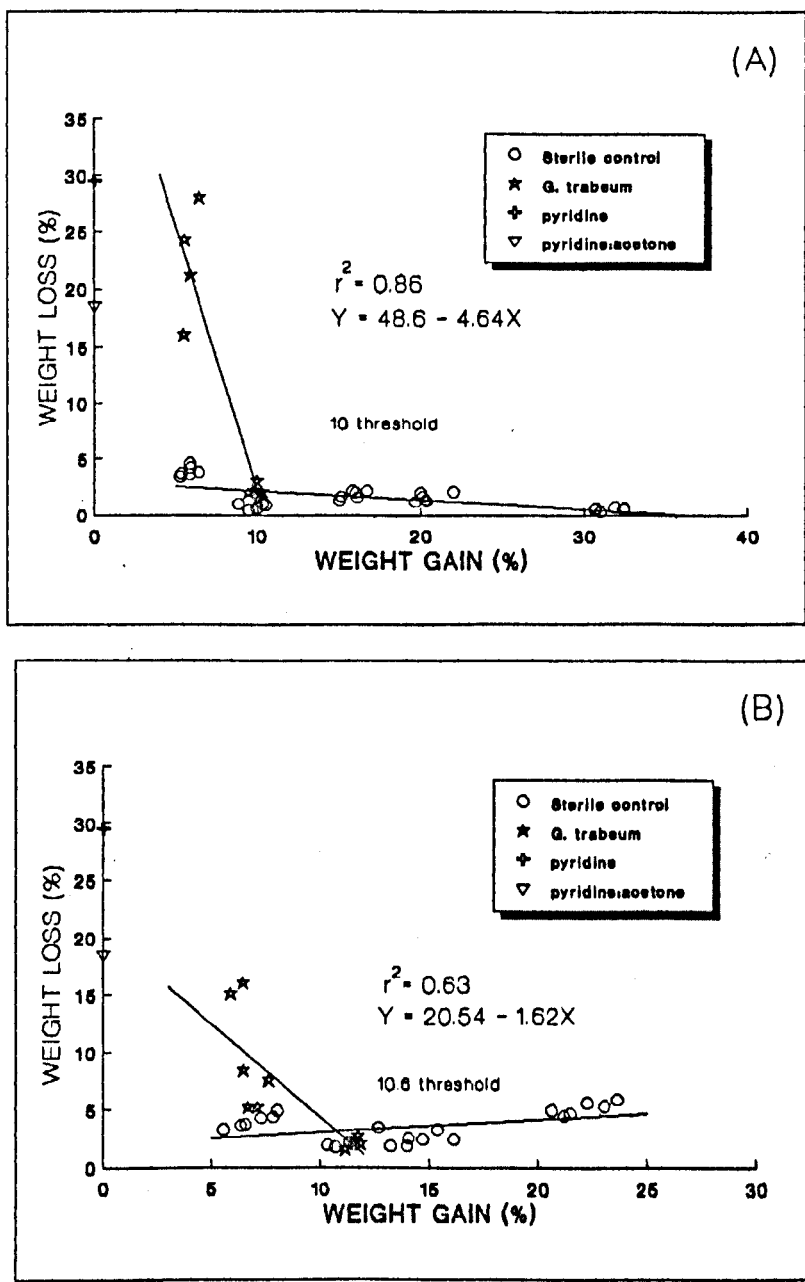 (A)
35
30
25
20
15
10
5
0
WEIGHT LOSS (%)
Sterile control
G. trabeum
pyridine
pyridine:acetone
r² = 0.86
Y = 48.6 - 4.64X
10 threshold
0 10 20 30 40
WEIGHT GAIN (%)
(B)
35
30
25
20
15
10
5
0
WEIGHT LOSS (%)
Sterile control
G. trabeum
pyridine
pyridine:acetone
r² = 0.63
Y = 20.54 - 1.62X
10.6 threshold
0 5 10 15 20 25 30
WEIGHT GAIN (%)